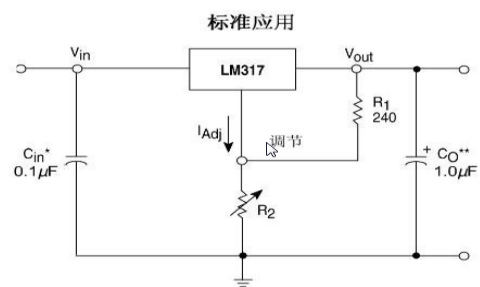 标准应用
Vin
LM317
Vout
R1
240
IAdj
调节
Cin*
0.1μF
R2
+
CO**
1.0μF